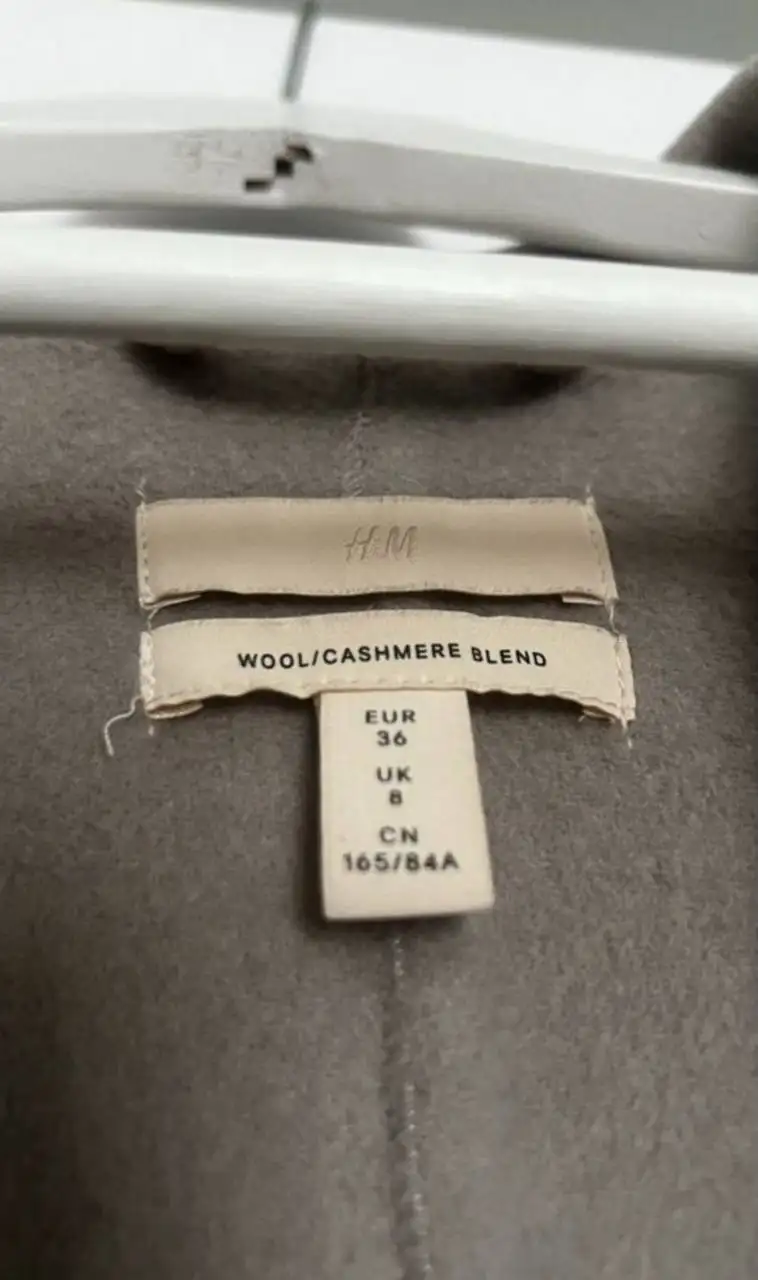 H&M
WOOL/CASHMERE BLEND
EUR
36
UK
8
CN
165/84A